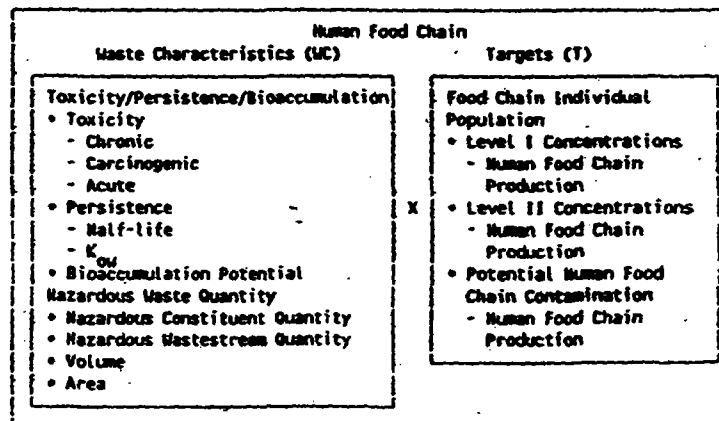 Human Food Chain
Waste Characteristics (WC)
Targets (T)
Toxicity/Persistence/Bioaccumulation
• Toxicity
- Chronic
- Carcinogenic
- Acute
• Persistence
- Half-life
- Kow
• Bioaccumulation Potential
Hazardous Waste Quantity
• Hazardous Constituent Quantity
• Hazardous Wastestream Quantity
• Volume
• Area
X
Food Chain Individual
Population
• Level I Concentrations
- Human Food Chain
Production
• Level II Concentrations
- Human Food Chain
Production
• Potential Human Food
Chain Contamination
- Human Food Chain
Production